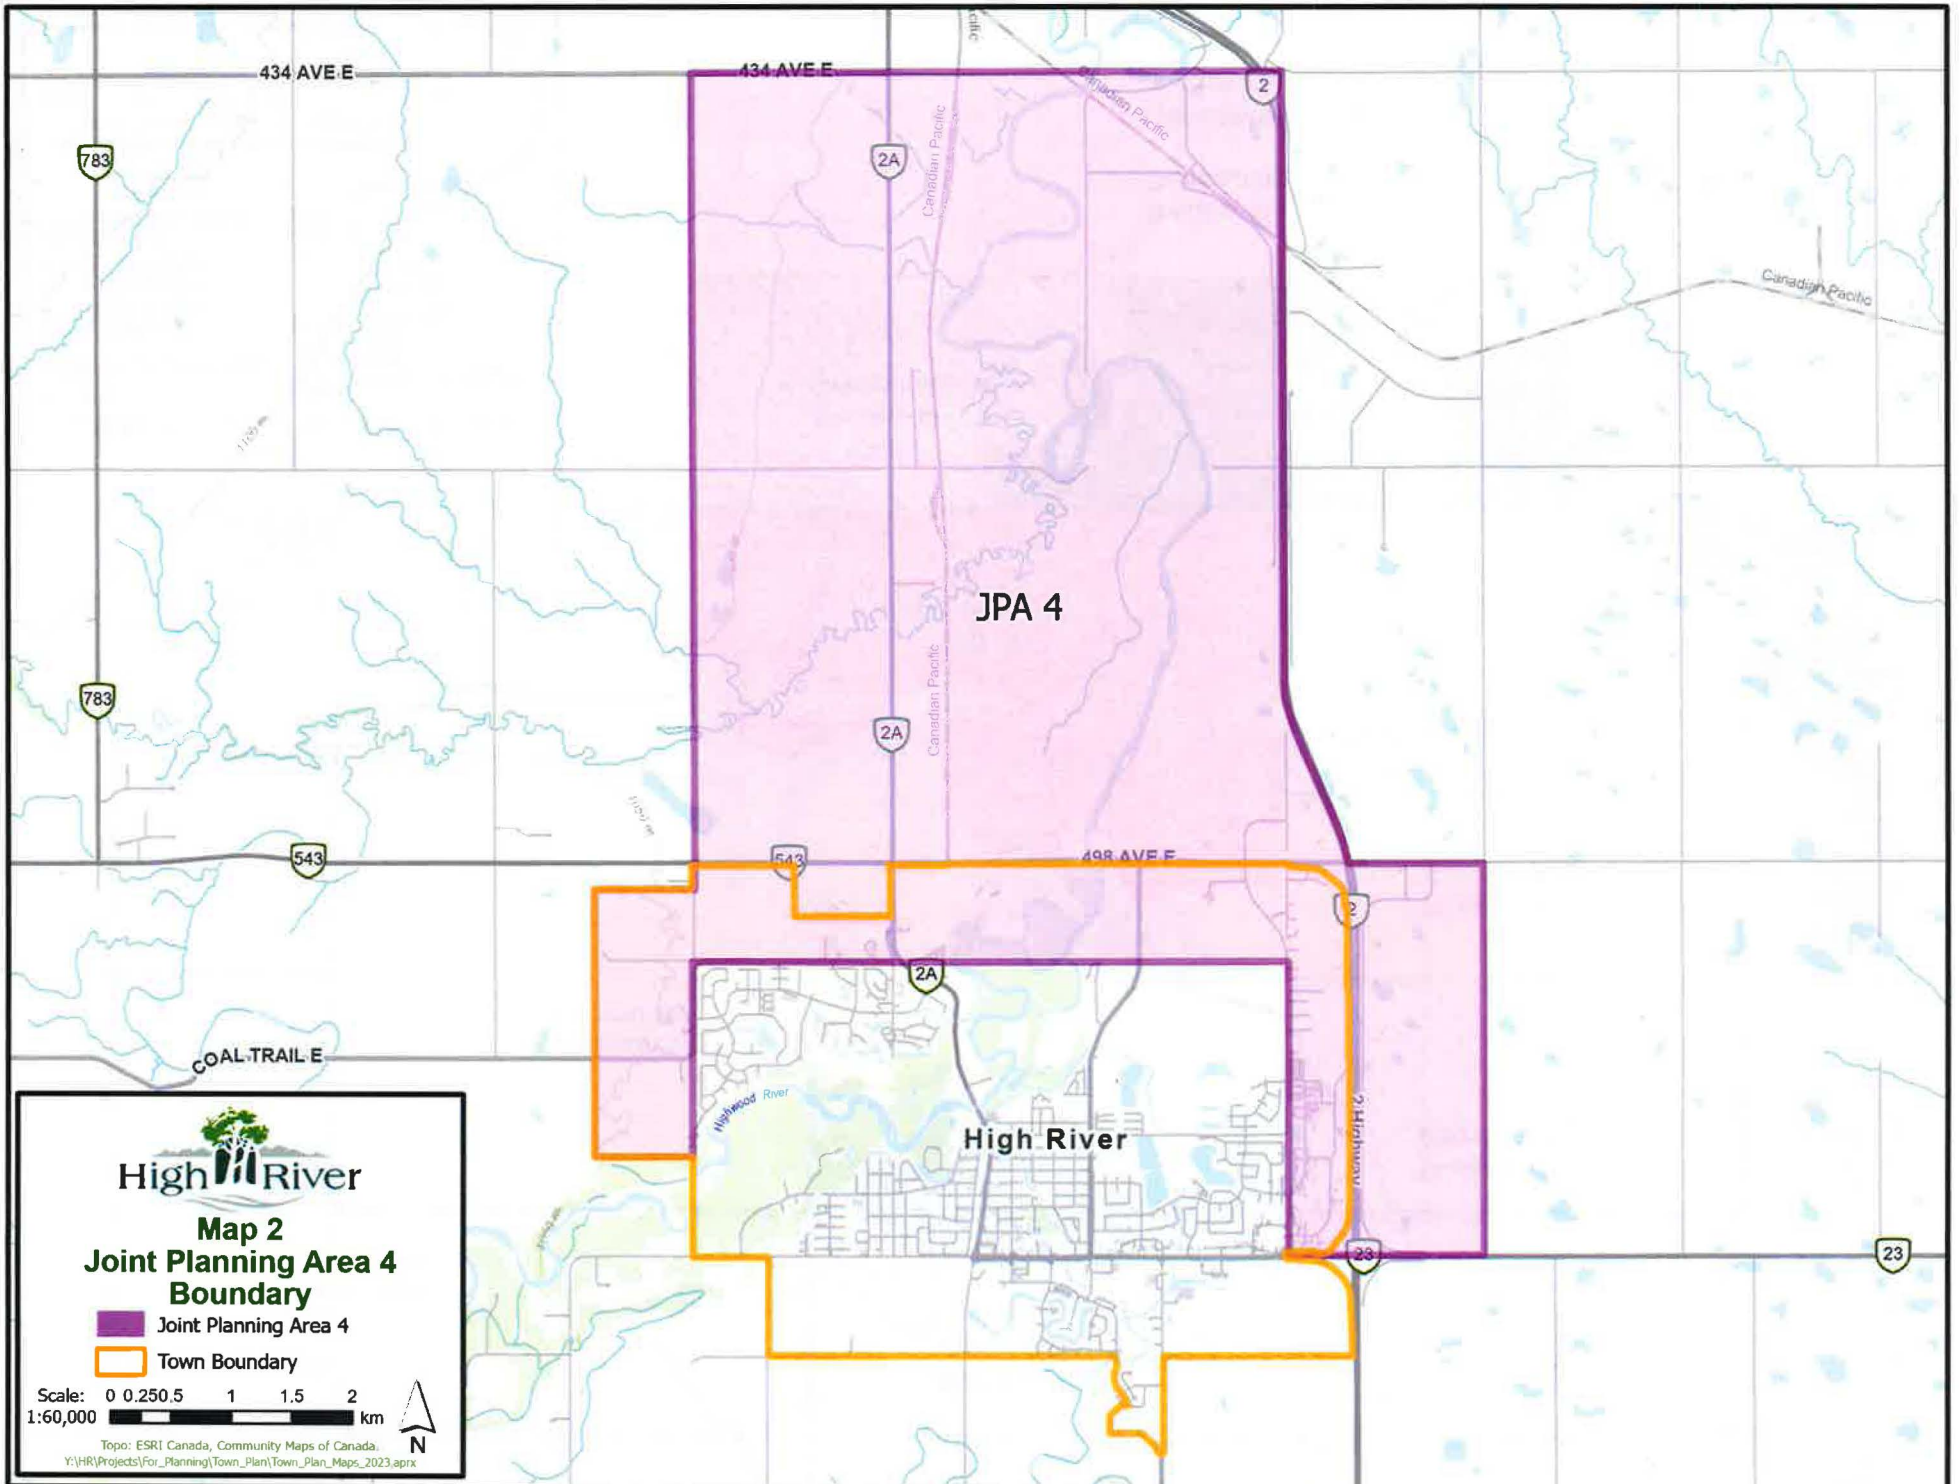 cific
434 AVE E
434 AVE E
2
Canadian Pacific
783
2A
Canadian Pacific
Canadian Pacific
JPA 4
783
2A
Canadian Pacific
543
543
498 AVE E
2
2A
COAL TRAIL E
Highwood River
2 Highway
High River
23
23
High River
Map 2
Joint Planning Area 4
Boundary
Joint Planning Area 4
Town Boundary
Scale: 0 0.250.5 1 1.5 2
1:60,000 km
N
Topo: ESRI Canada, Community Maps of Canada.
Y:\HR\Projects\For_Planning\Town_Plan\Town_Plan_Maps_2023.aprx